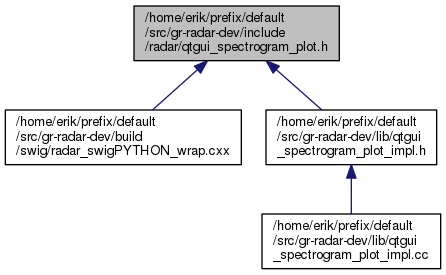 /home/erik/prefix/default
/src/gr-radar-dev/include
/radar/qtgui_spectrogram_plot.h
/home/erik/prefix/default
/src/gr-radar-dev/build
/swig/radar_swigPYTHON_wrap.cxx
/home/erik/prefix/default
/src/gr-radar-dev/lib/qtgui
_spectrogram_plot_impl.h
/home/erik/prefix/default
/src/gr-radar-dev/lib/qtgui
_spectrogram_plot_impl.cc